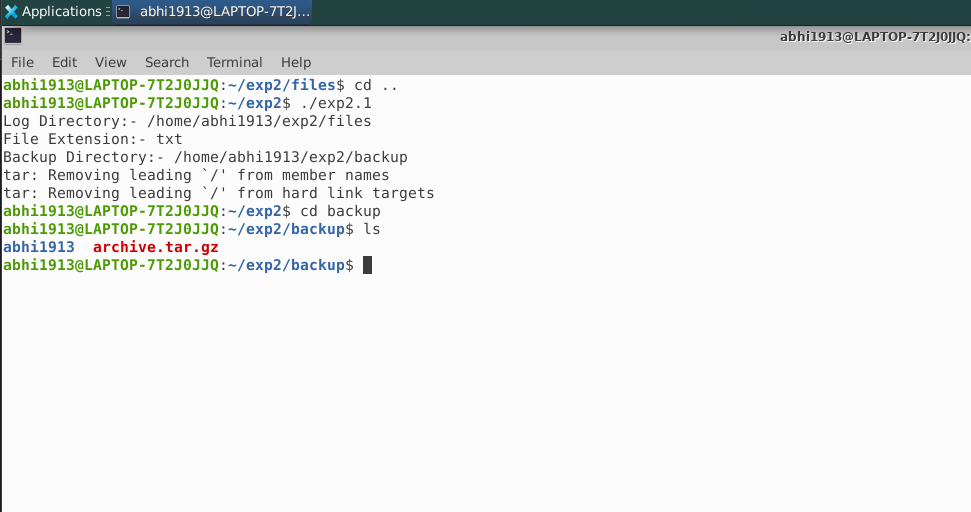 Applications
abhi1913@LAPTOP-7T2J...
abhi1913@LAPTOP-7T2J0JJQ:
File Edit View Search Terminal Help
abhi1913@LAPTOP-7T2J0JJQ:~/exp2/files$ cd ..
abhi1913@LAPTOP-7T2J0JJQ:~/exp2$ ./exp2.1
Log Directory:- /home/abhi1913/exp2/files
File Extension:- txt
Backup Directory:- /home/abhi1913/exp2/backup
tar: Removing leading `/' from member names
tar: Removing leading `/' from hard link targets
abhi1913@LAPTOP-7T2J0JJQ:~/exp2$ cd backup
abhi1913@LAPTOP-7T2J0JJQ:~/exp2/backup$ ls
abhi1913  archive.tar.gz
abhi1913@LAPTOP-7T2J0JJQ:~/exp2/backup$